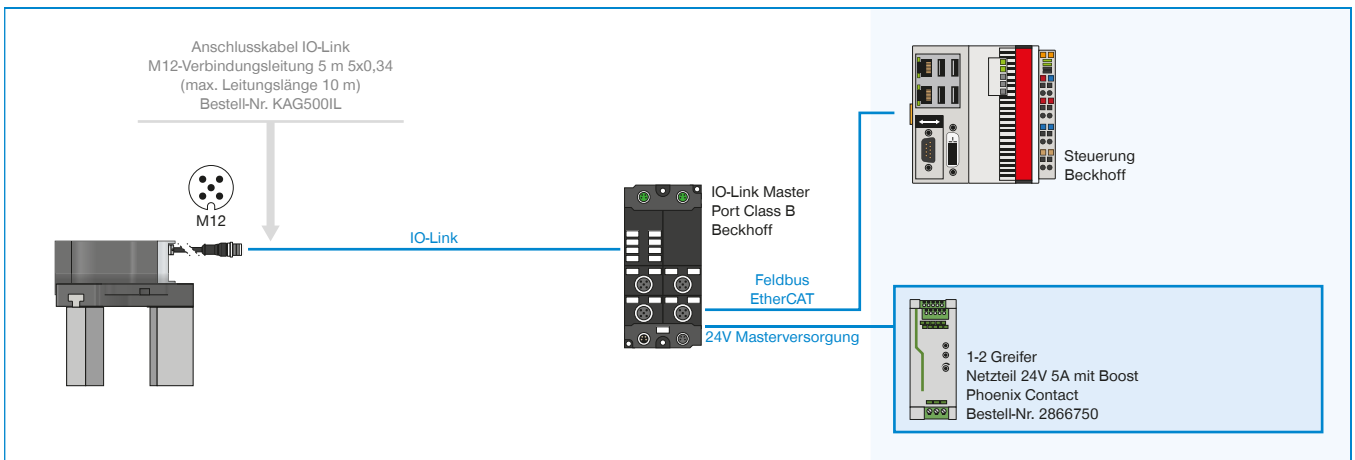 Anschlusskabel IO-Link
M12-Verbindungsleitung 5 m 5x0,34
(max. Leitungslänge 10 m)
Bestell-Nr. KAG500IL
M12
IO-Link
IO-Link Master
Port Class B
Beckhoff
Steuerung
Beckhoff
Feldbus
EtherCAT
24V Masterversorgung
1-2 Greifer
Netzteil 24V 5A mit Boost
Phoenix Contact
Bestell-Nr. 2866750